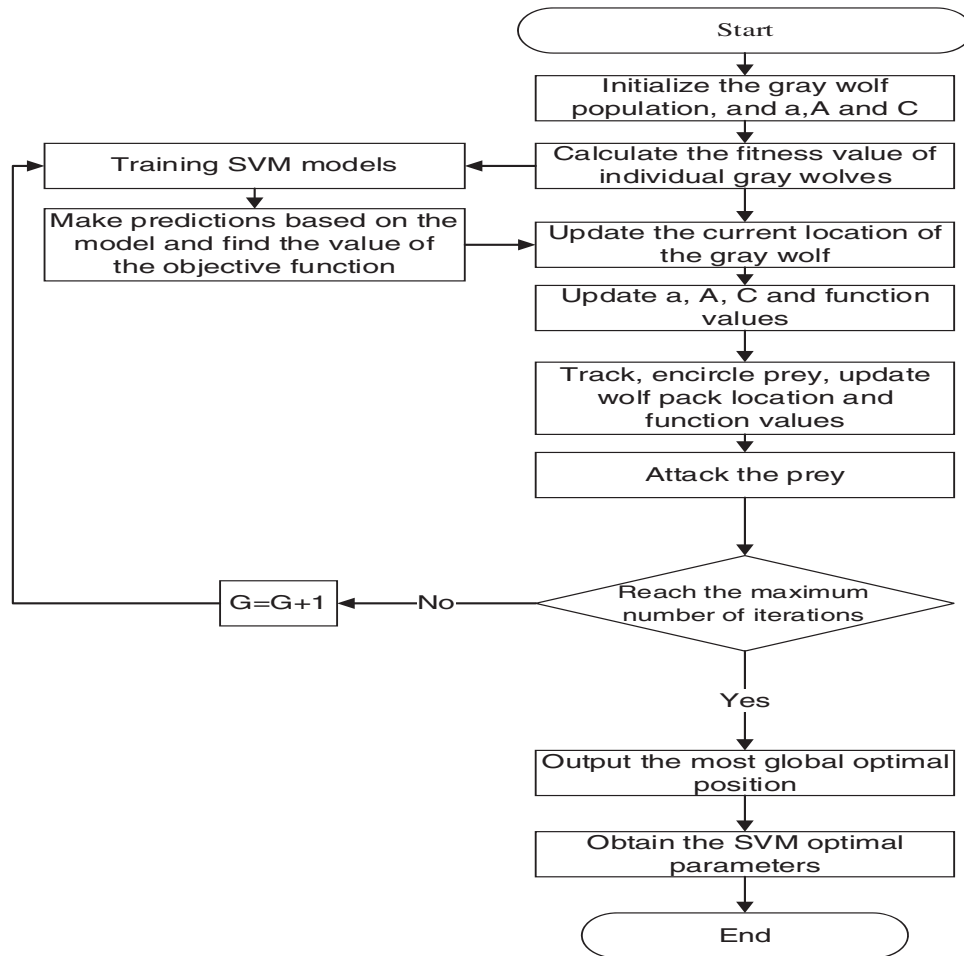 Start
Initialize the gray wolf
population, and a,A and C
Training SVM models
Calculate the fitness value of
individual gray wolves
Make predictions based on the
model and find the value of
the objective function
Update the current location of
the gray wolf
Update a, A, C and function
values
Track, encircle prey, update
wolf pack location and
function values
Attack the prey
Reach the maximum
number of iterations
No
G=G+1
Yes
Output the most global optimal
position
Obtain the SVM optimal
parameters
End